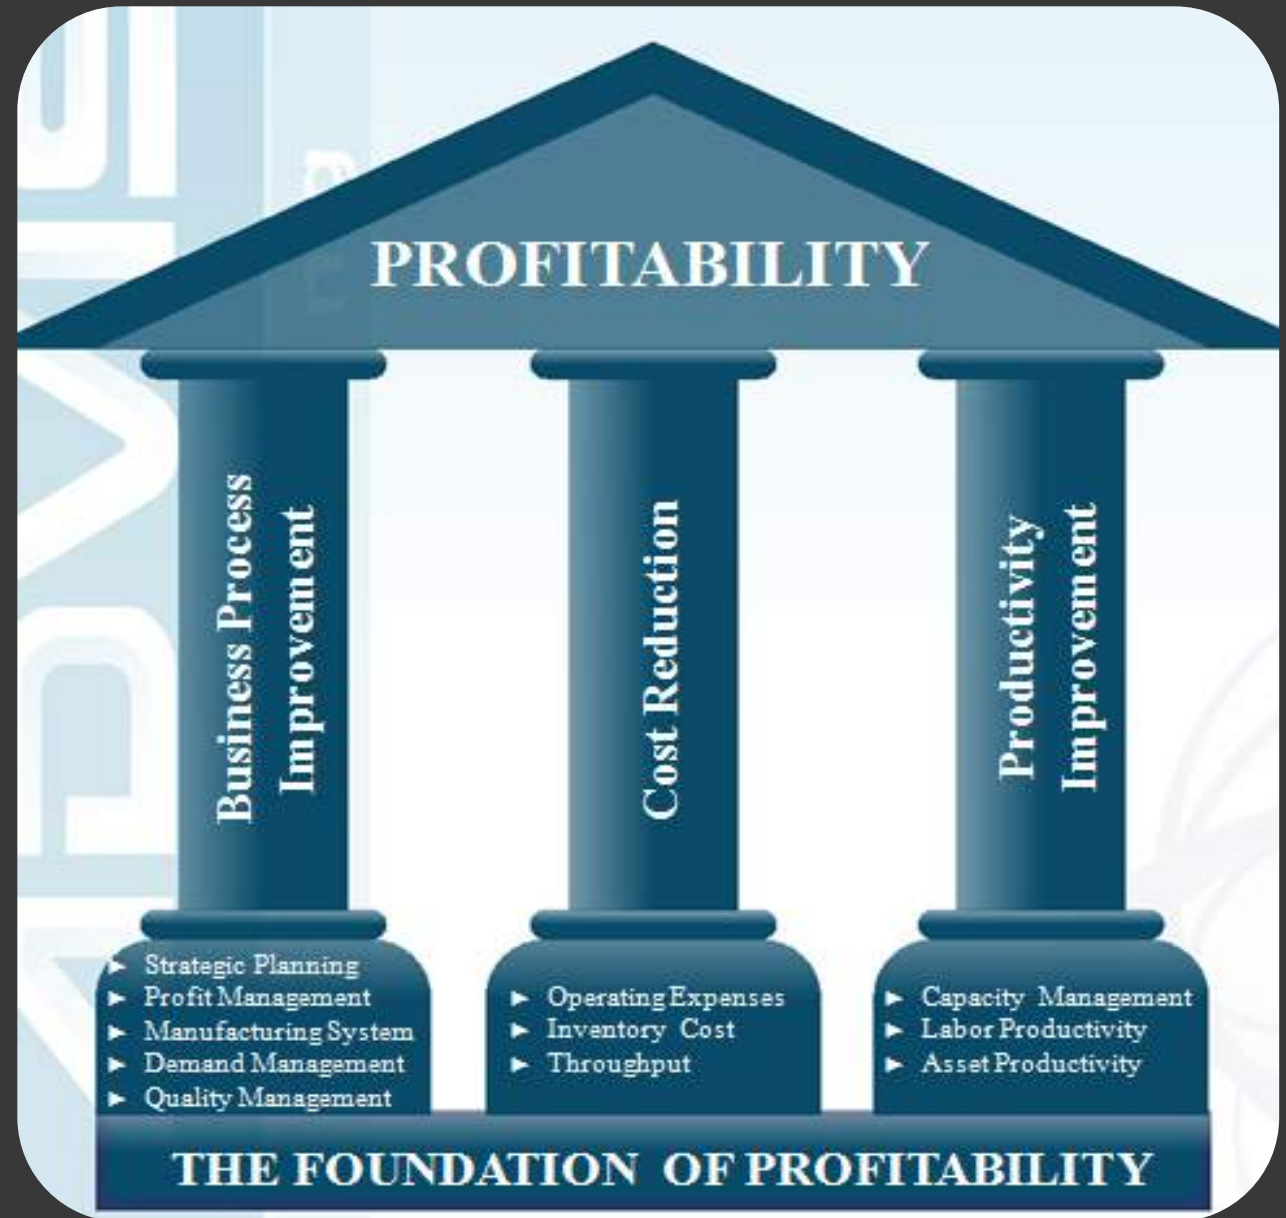 PROFITABILITY
Business Process
Improvement
Cost Reduction
Productivity
Improvement
► Strategic Planning
► Profit Management
► Manufacturing System
► Demand Management
► Quality Management
► Operating Expenses
► Inventory Cost
► Throughput
► Capacity Management
► Labor Productivity
► Asset Productivity
THE FOUNDATION OF PROFITABILITY